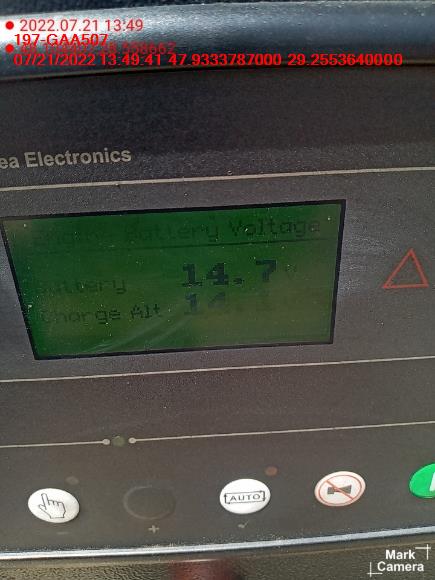 2022.07.21 13:49
197-GAA507
07/21/2022 13:49:41 47.9333787000 29.2553640000
ea Electronics
Engine Battery Voltage
Battery 14.7 V
Charge Alt 14.
AUTO
Mark
Camera